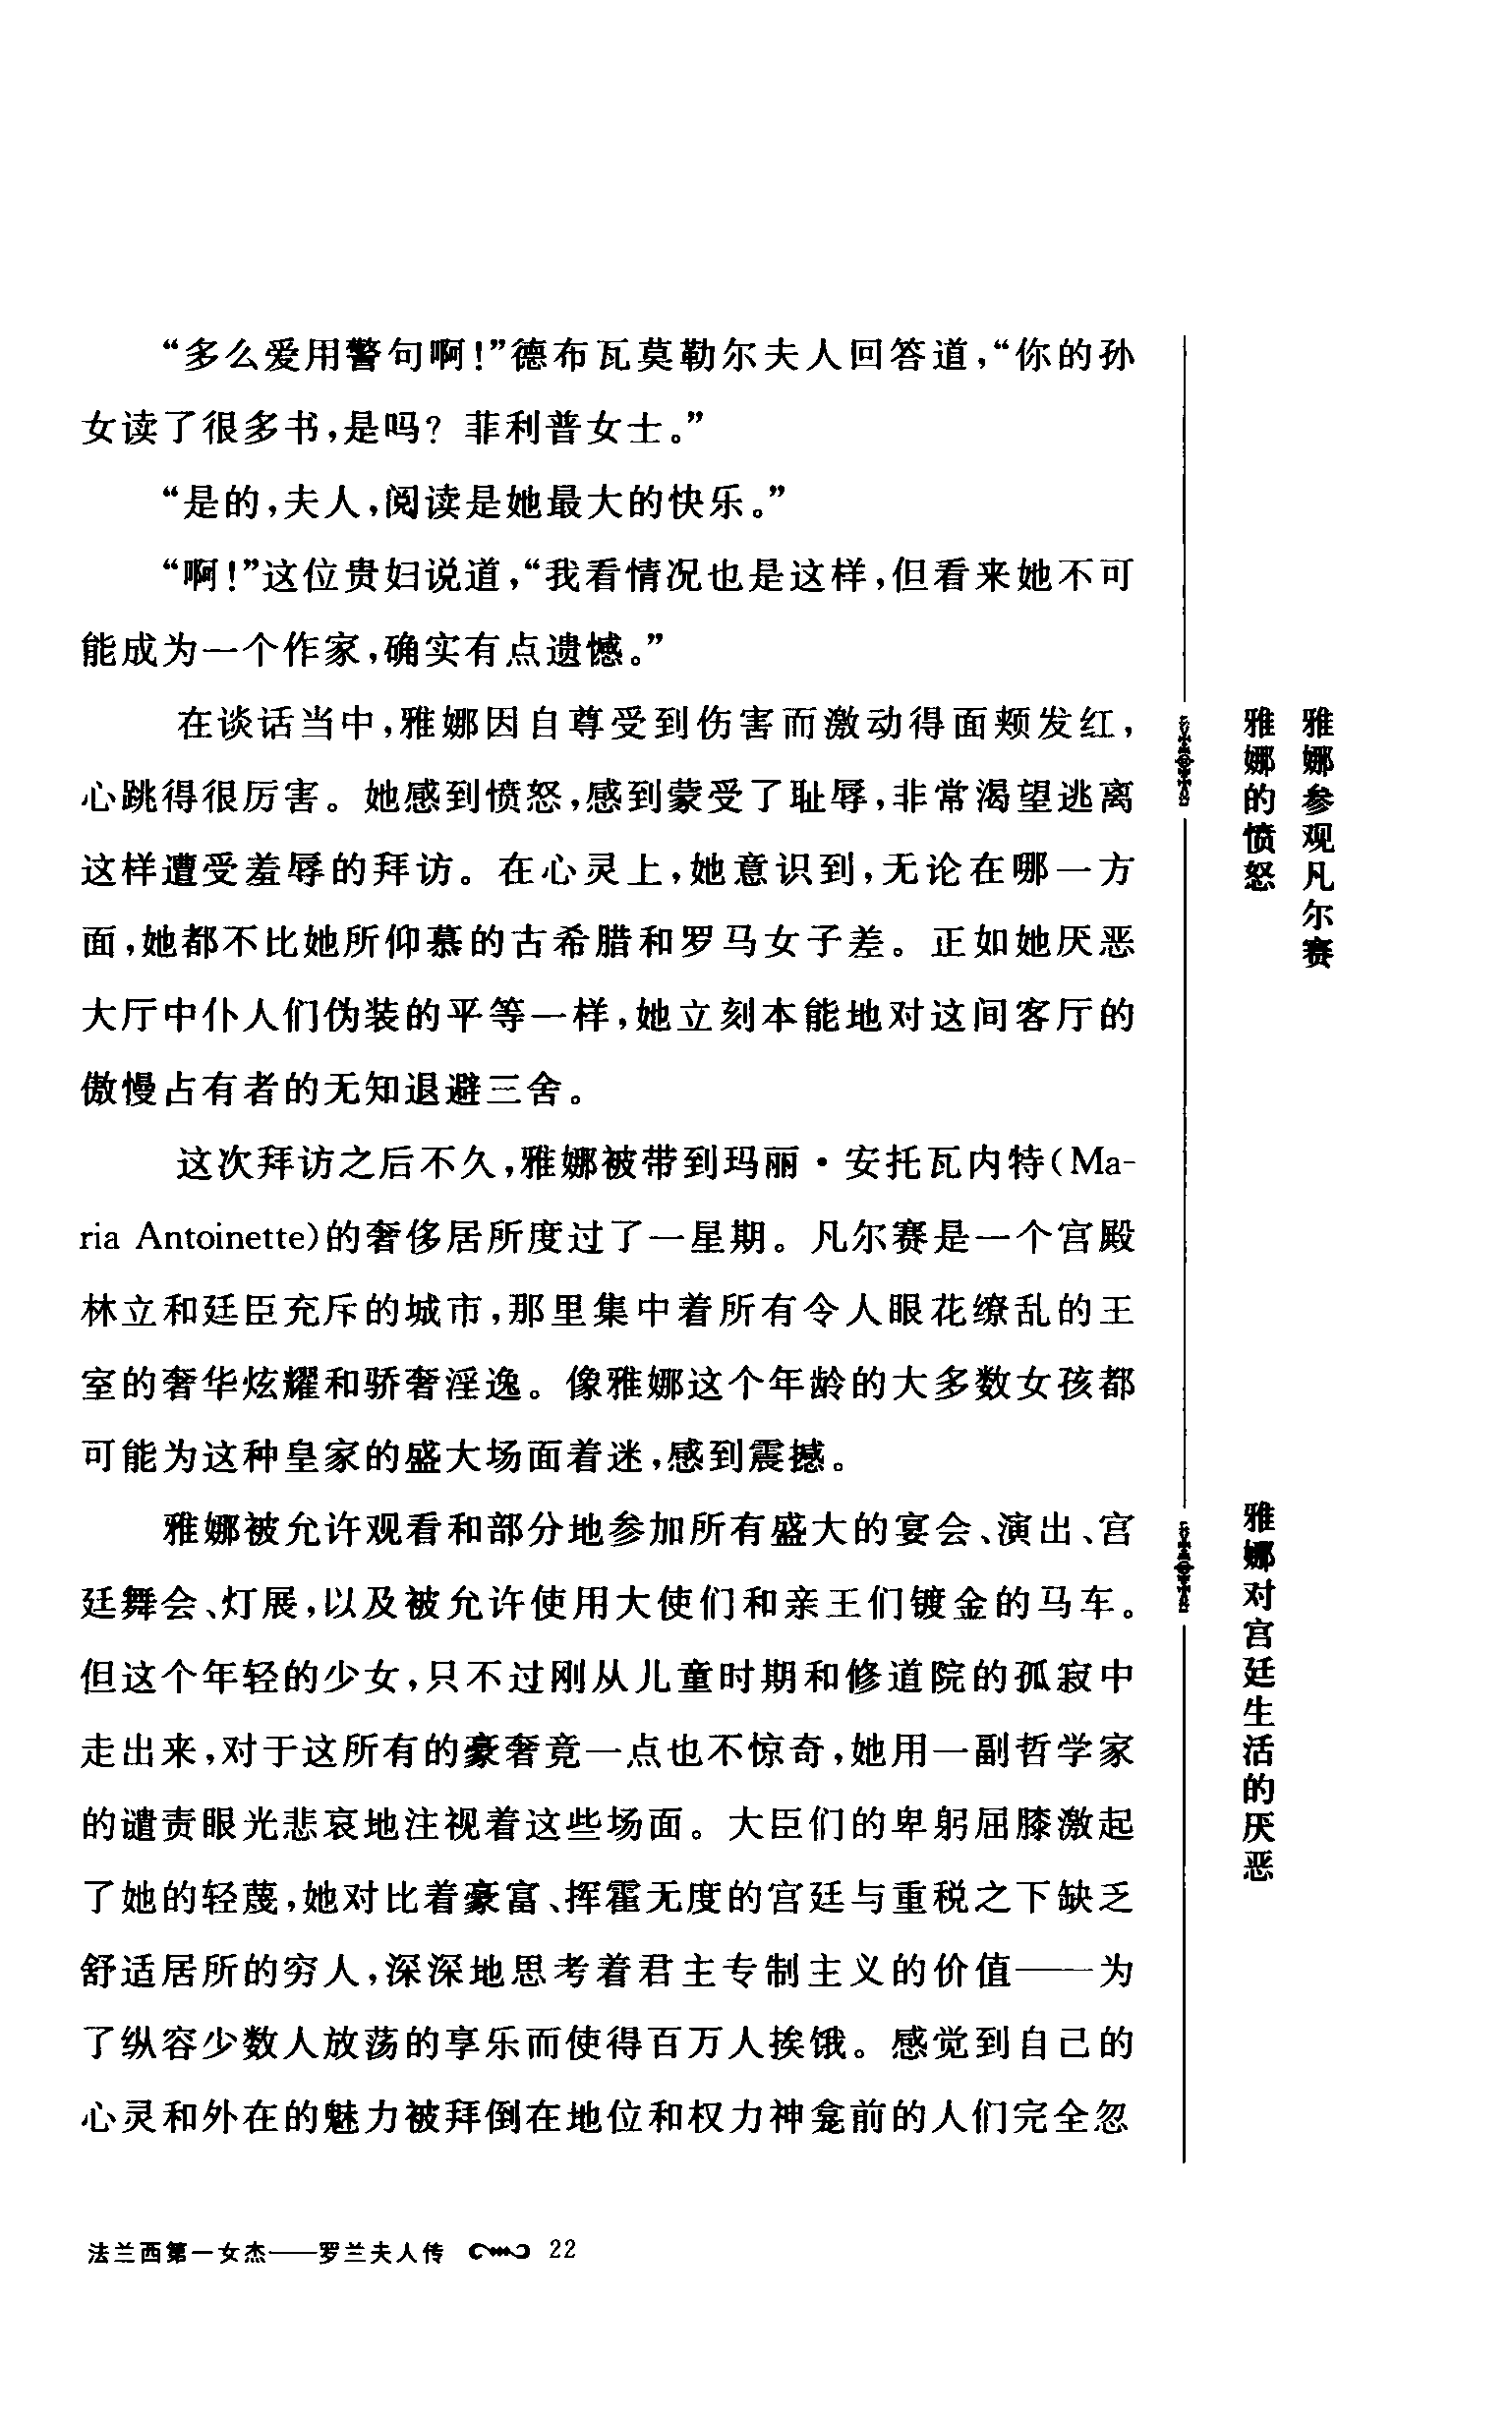 “多么爱用警句啊！”德布瓦莫勒尔夫人回答道，“你的孙
女读了很多书，是吗？菲利普女士。”
“是的，夫人，阅读是她最大的快乐。”
“啊！”这位贵妇说道，“我看情况也是这样，但看来她不可
能成为一个作家，确实有点遗憾。”
在谈话当中，雅娜因自尊受到伤害而激动得面颊发红，
心跳得很厉害。她感到愤怒，感到蒙受了耻辱，非常渴望逃离
这样遭受羞辱的拜访。在心灵上，她意识到，无论在哪一方
面，她都不比她所仰慕的古希腊和罗马女子差。正如她厌恶
大厅中仆人们伪装的平等一样，她立刻本能地对这间客厅的
傲慢占有者的无知退避三舍。
这次拜访之后不久，雅娜被带到玛丽·安托瓦内特（Ma-
ria Antoinette）的奢侈居所度过了一星期。凡尔赛是一个宫殿
林立和廷臣充斥的城市，那里集中着所有令人眼花缭乱的王
室的奢华炫耀和骄奢淫逸。像雅娜这个年龄的大多数女孩都
可能为这种皇家的盛大场面着迷，感到震撼。
雅娜被允许观看和部分地参加所有盛大的宴会、演出、宫
廷舞会、灯展，以及被允许使用大使们和亲王们镀金的马车。
但这个年轻的少女，只不过刚从儿童时期和修道院的孤寂中
走出来，对于这所有的豪奢竟一点也不惊奇，她用一副哲学家
的谴责眼光悲哀地注视着这些场面。大臣们的卑躬屈膝激起
了她的轻蔑，她对比着豪富、挥霍无度的宫廷与重税之下缺乏
舒适居所的穷人，深深地思考着君主专制主义的价值——为
了纵容少数人放荡的享乐而使得百万人挨饿。感觉到自己的
心灵和外在的魅力被拜倒在地位和权力神龛前的人们完全忽
雅娜参观凡尔赛
雅娜的愤怒
雅娜对宫廷生活的厌恶
法兰西第一女杰——罗兰夫人传 22